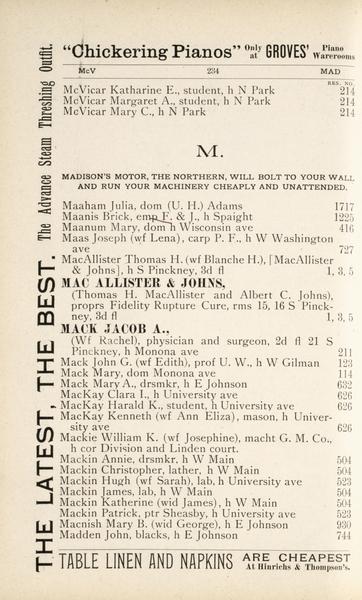 "Chickering Pianos" Only at GROVES' Piano Warerooms
McV 234 MAD
RES. NO.
McVicar Katharine E., student, h N Park 214
McVicar Margaret A., student, h N Park 214
McVicar Mary C., h N Park 214
M.
MADISON'S MOTOR, THE NORTHERN, WILL BOLT TO YOUR WALL
AND RUN YOUR MACHINERY CHEAPLY AND UNATTENDED.
Maaham Julia, dom (U. H.) Adams 1717
Maanis Brick, emp F. & J., h Spaight 1225
Maanum Mary, dom h Wisconsin ave 416
Maas Joseph (wf Lena), carp P. F., h W Washington
ave 727
MacAllister Thomas H. (wf Blanche H.), [MacAllister
& Johns], h S Pinckney, 3d fl 1, 3, 5
MAC ALLISTER & JOHNS,
(Thomas H. MacAllister and Albert C. Johns),
proprs Fidelity Rupture Cure, rms 15, 16 S Pinck-
ney, 3d fl 1, 3, 5
MACK JACOB A.,
(Wf Rachel), physician and surgeon, 2d fl 21 S
Pinckney, h Monona ave 211
Mack John G. (wf Edith), prof U. W., h W Gilman 123
Mack Mary, dom Monona ave 114
Mack Mary A., drsmkr, h E Johnson 632
MacKay Clara I., h University ave 626
MacKay Harald K., student, h University ave 626
MacKay Kenneth (wf Ann Eliza), mason, h Univer-
sity ave 626
Mackie William K. (wf Josephine), macht G. M. Co.,
h cor Division and Linden court.
Mackin Annie, drsmkr, h W Main 504
Mackin Christopher, lather, h W Main 504
Mackin Hugh (wf Sarah), lab, h University ave 523
Mackin James, lab, h W Main 504
Mackin Katherine (wid James), h W Main 504
Mackin Patrick, ptr Sheasby, h University ave 523
Macnish Mary B. (wid George), h E Johnson 930
Madden John, blacks, h E Johnson 744
TABLE LINEN AND NAPKINS ARE CHEAPEST At Hinrichs & Thompson's.
THE LATEST, THE BEST. The Advance Steam Threshing Outfit.